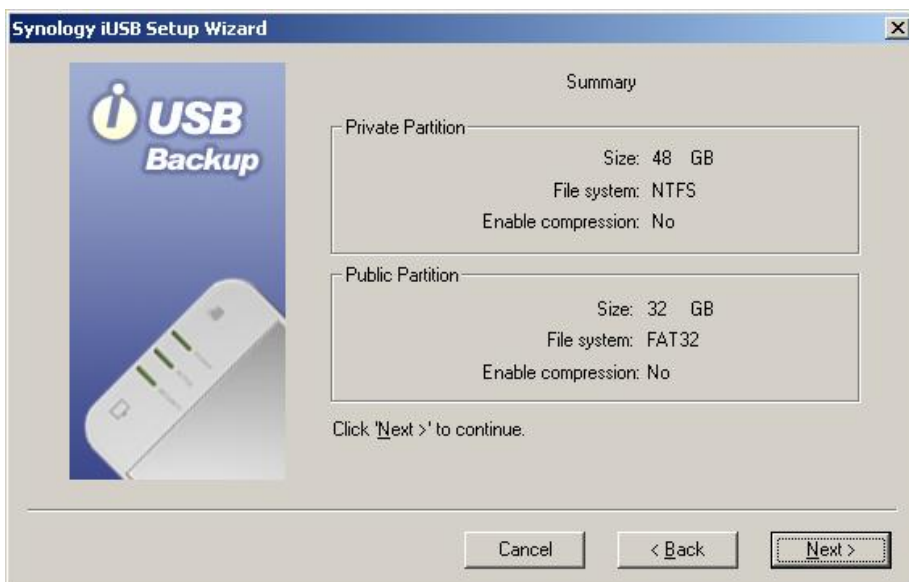 Synology iUSB Setup Wizard
i USB
Backup
Summary
Private Partition
Size: 48 GB
File system: NTFS
Enable compression: No
Public Partition
Size: 32 GB
File system: FAT32
Enable compression: No
Click 'Next >' to continue.
Cancel
< Back
Next >